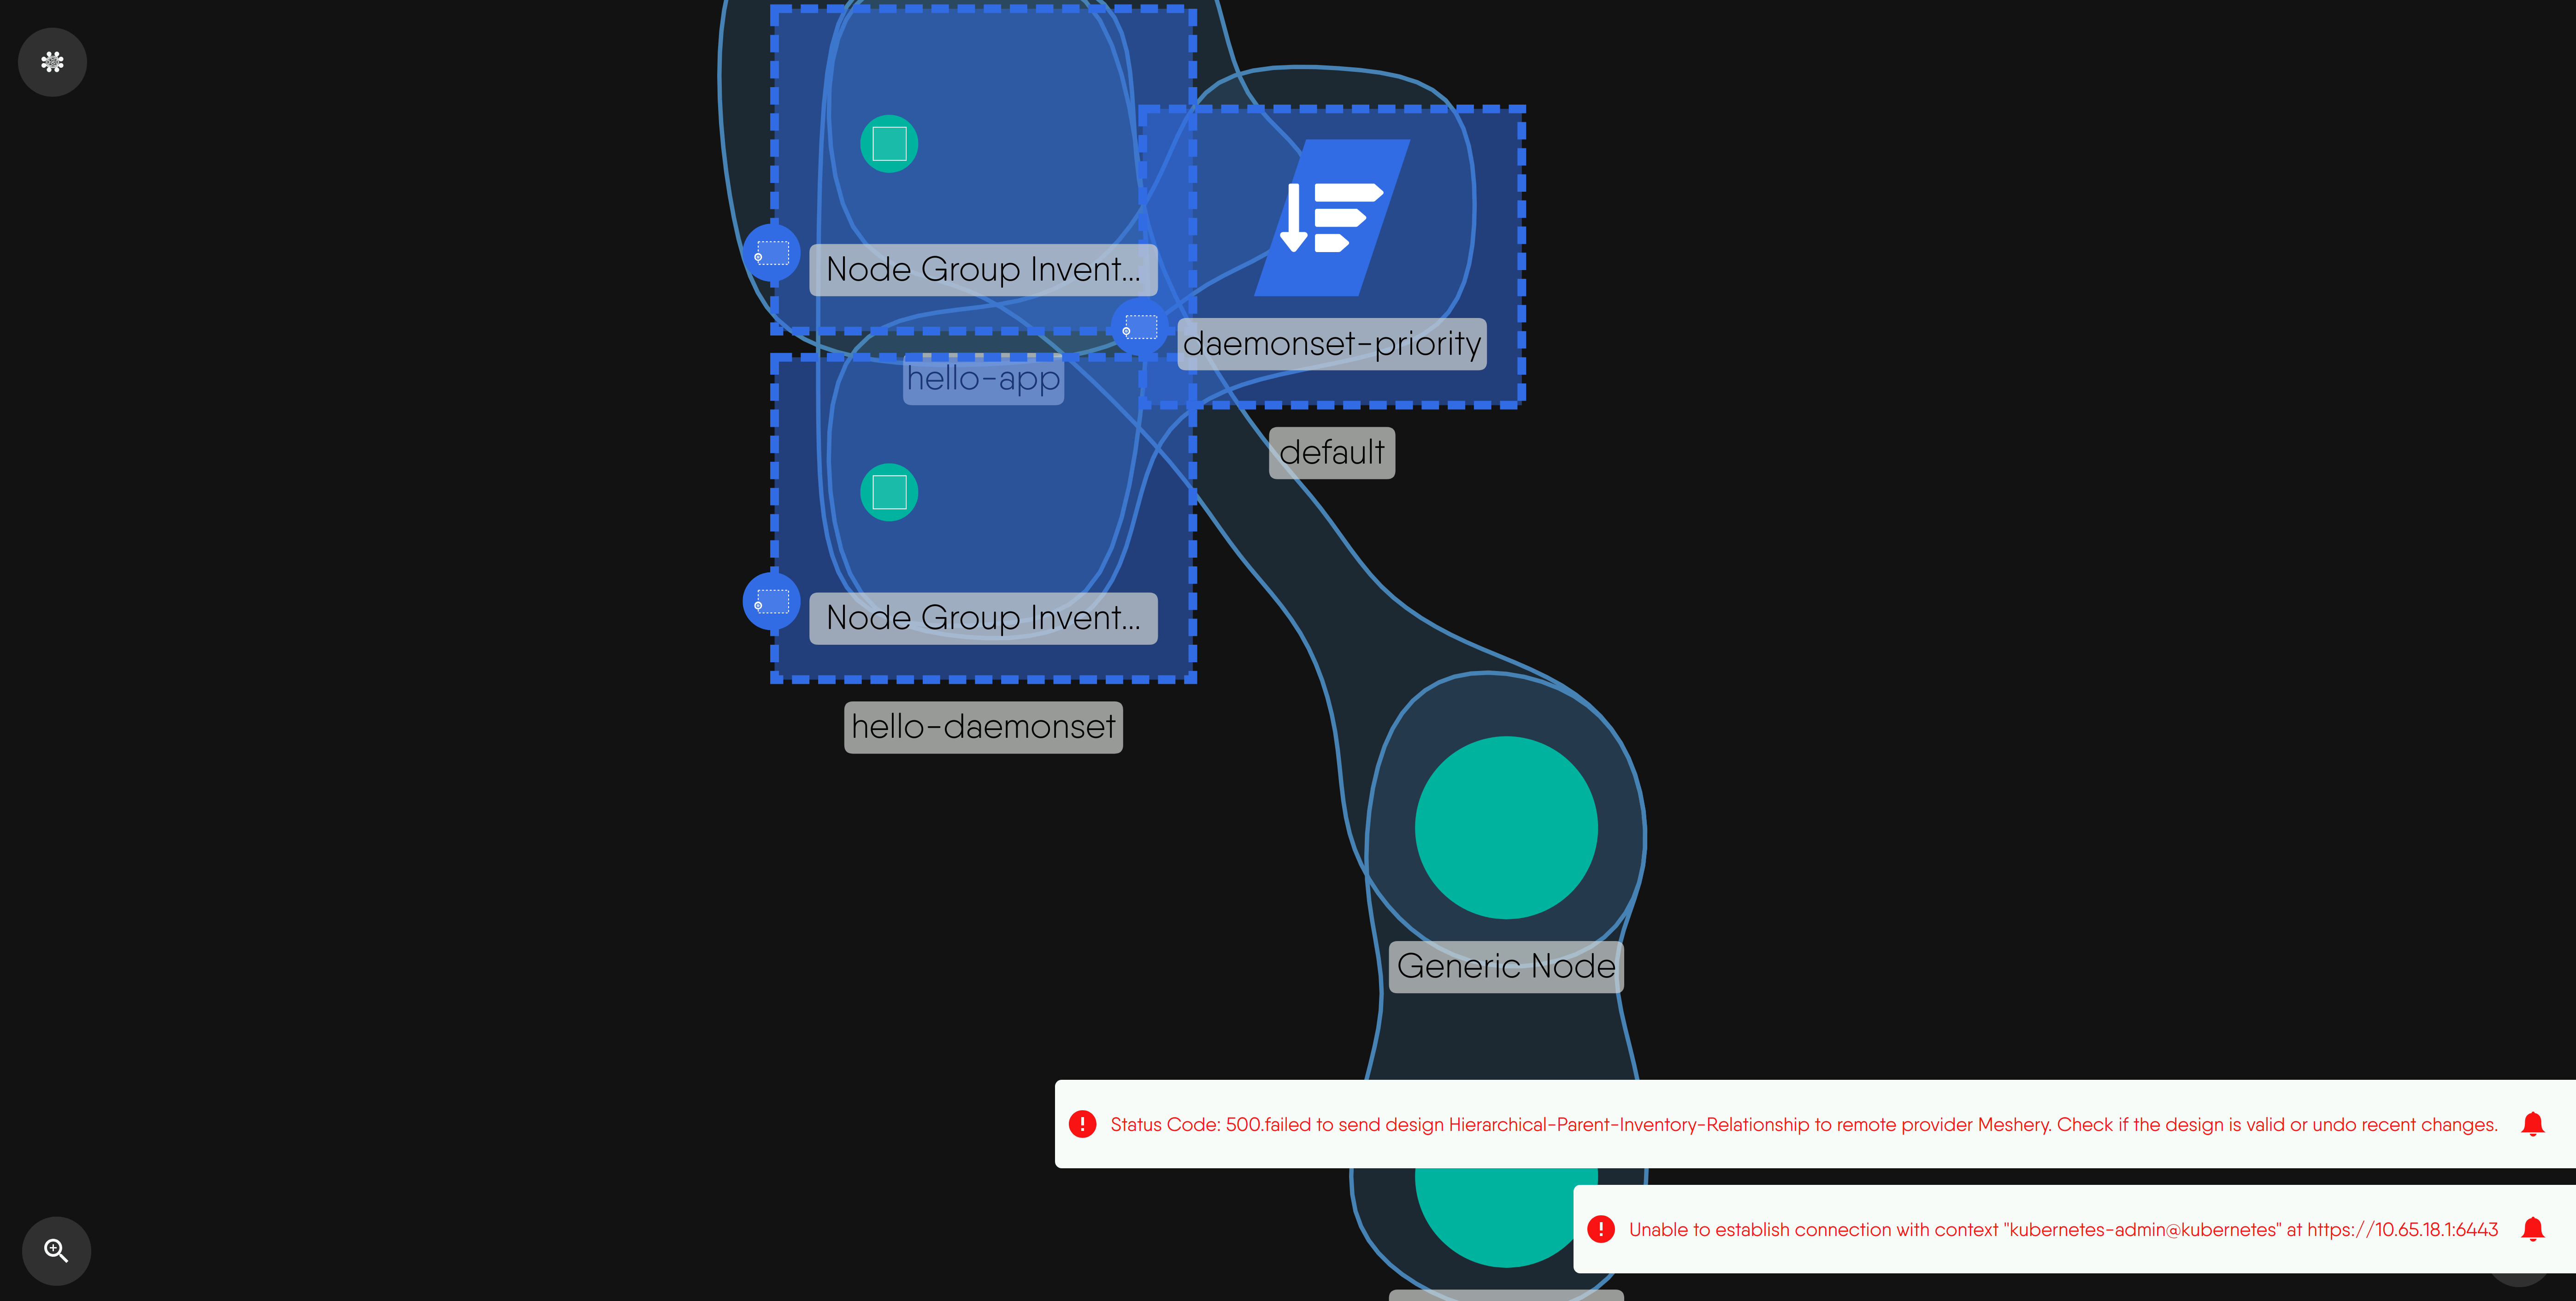 Node Group Invent...
daemonset-priority
hello-app
default
Node Group Invent...
hello-daemonset
Generic Node
Status Code: 500.failed to send design Hierarchical-Parent-Inventory-Relationship to remote provider Meshery. Check if the design is valid or undo recent changes.
Unable to establish connection with context "kubernetes-admin@kubernetes" at https://10.65.18.1:6443